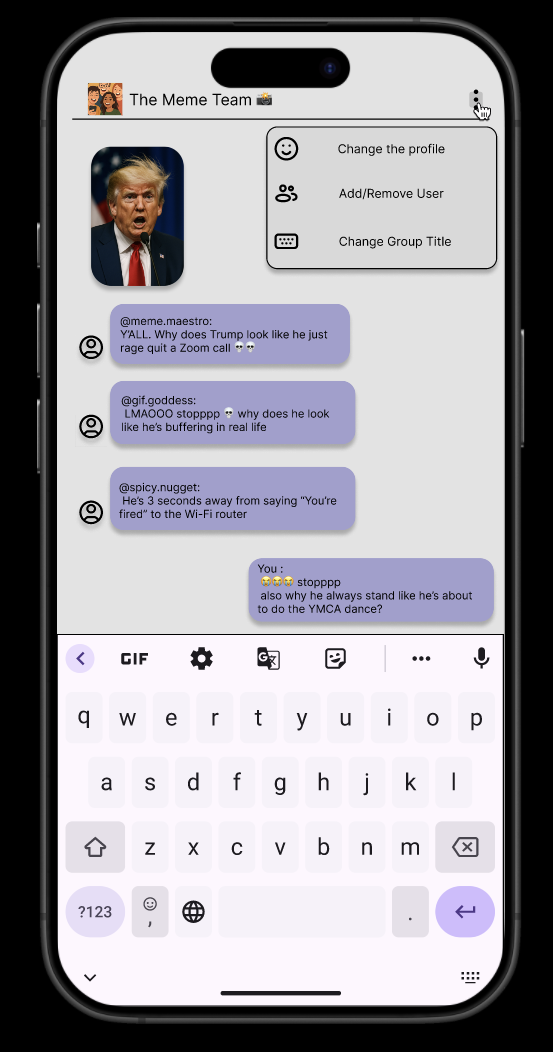 The Meme Team 📸
Change the profile
Add/Remove User
Change Group Title
@meme.maestro:
Y'ALL. Why does Trump look like he just
rage quit a Zoom call 💀💀
@gif.goddess:
LMAOOO stopppp 💀 why does he look
like he's buffering in real life
@spicy.nugget:
He's 3 seconds away from saying “You're
fired” to the Wi-Fi router
You :
😭😭😭 stopppp
also why he always stand like he's about
to do the YMCA dance?
GIF
q w e r t y u i o p
a s d f g h j k l
z x c v b n m
?123 , .